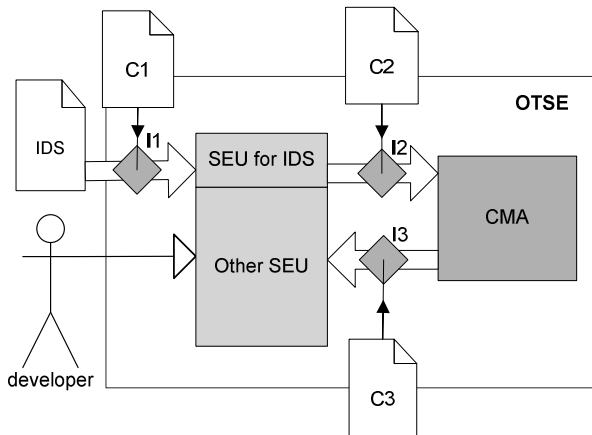 C1
C2
OTSE
IDS
I1
SEU for IDS
I2
CMA
I3
Other SEU
developer
C3